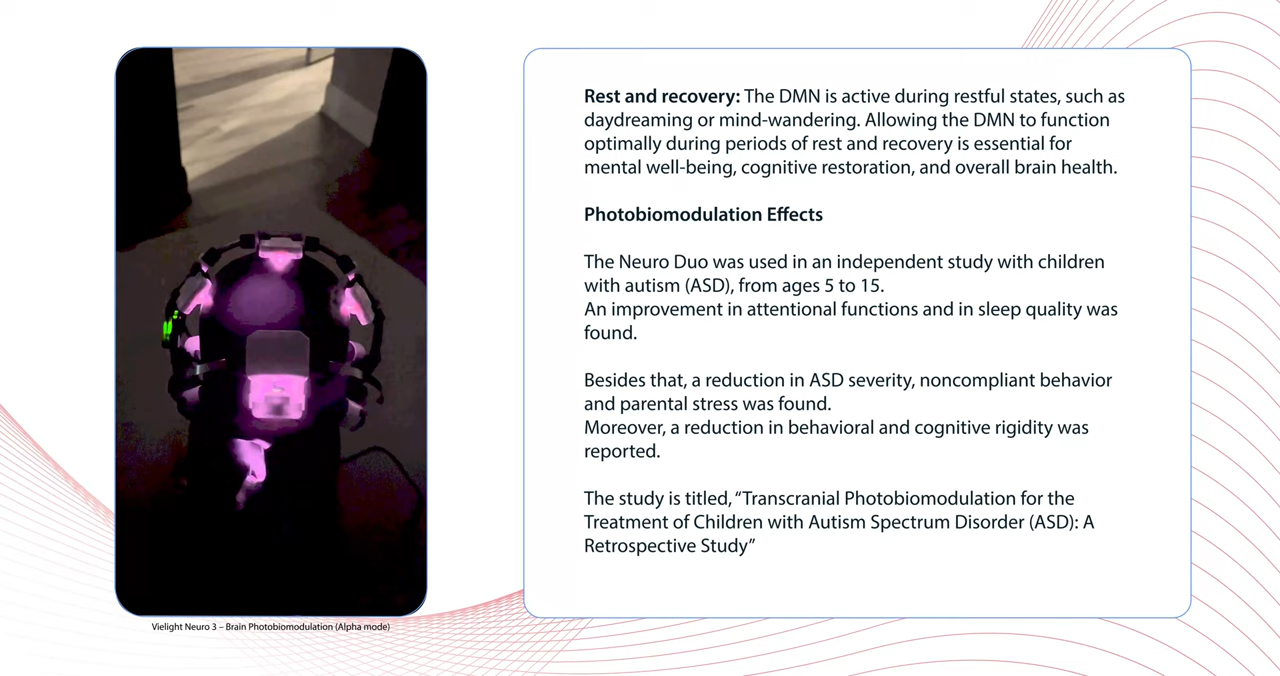 Rest and recovery: The DMN is active during restful states, such as
daydreaming or mind-wandering. Allowing the DMN to function
optimally during periods of rest and recovery is essential for
mental well-being, cognitive restoration, and overall brain health.
Photobiomodulation Effects
The Neuro Duo was used in an independent study with children
with autism (ASD), from ages 5 to 15.
An improvement in attentional functions and in sleep quality was
found.
Besides that, a reduction in ASD severity, noncompliant behavior
and parental stress was found.
Moreover, a reduction in behavioral and cognitive rigidity was
reported.
The study is titled, “Transcranial Photobiomodulation for the
Treatment of Children with Autism Spectrum Disorder (ASD): A
Retrospective Study”
Vielight Neuro 3 – Brain Photobiomodulation (Alpha mode)